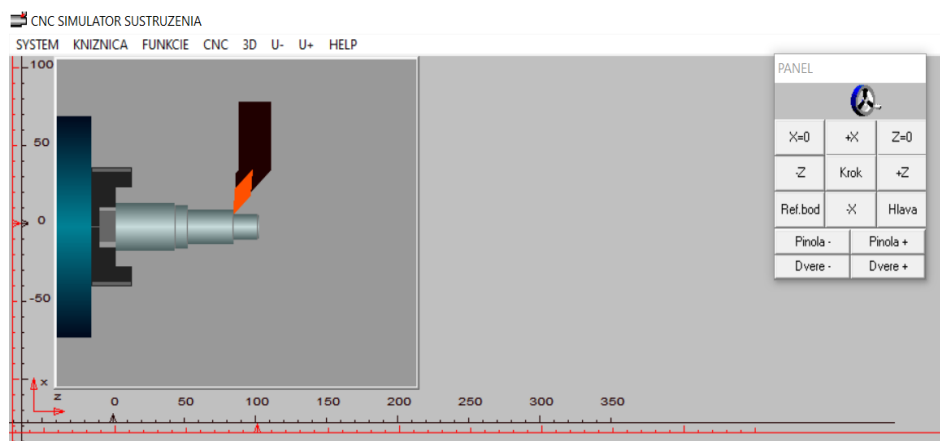 CNC SIMULATOR SUSTRUZENIA
SYSTEM KNIZNICA FUNKCIE CNC 3D U- U+ HELP
100
50
0
-50
x
z
0 50 100 150 200 250 300 350
PANEL
X=0 +X Z=0
-Z Krok +Z
Ref.bod -X Hlava
Pinola - Pinola +
Dvere - Dvere +